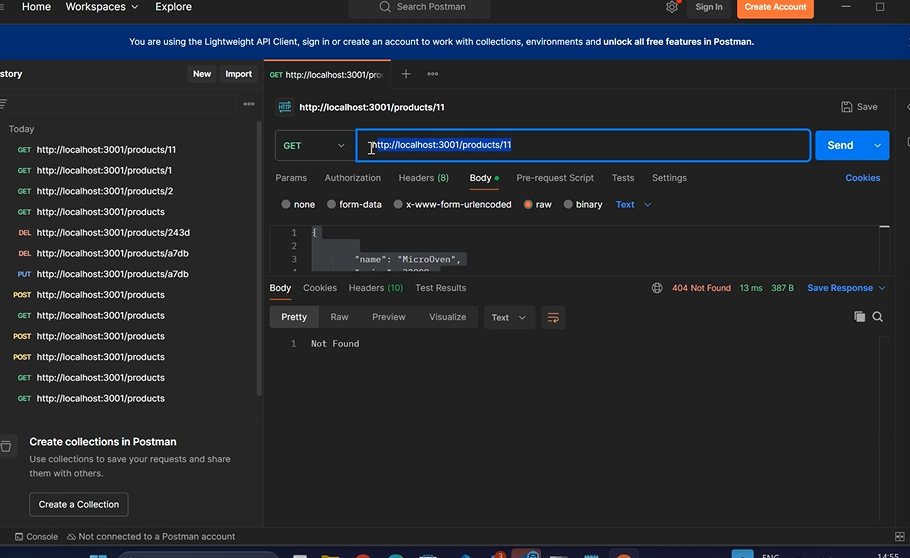 Home Workspaces Explore Search Postman Sign In Create Account
You are using the Lightweight API Client, sign in or create an account to work with collections, environments and unlock all free features in Postman.
story New Import GET http://localhost:3001/pro
http://localhost:3001/products/11 Save
Today
GET http://localhost:3001/products/11
GET http://localhost:3001/products/1
GET http://localhost:3001/products/2
GET http://localhost:3001/products
DEL http://localhost:3001/products/243d
DEL http://localhost:3001/products/a7db
PUT http://localhost:3001/products/a7db
POST http://localhost:3001/products
GET http://localhost:3001/products
POST http://localhost:3001/products
POST http://localhost:3001/products
GET http://localhost:3001/products
GET http://localhost:3001/products
Create collections in Postman
Use collections to save your requests and share
them with others.
Create a Collection
GET http://localhost:3001/products/11 Send
Params Authorization Headers (8) Body Pre-request Script Tests Settings Cookies
none form-data x-www-form-urlencoded raw binary Text
1 {
2
3 "name": "MicroOven",
Body Cookies Headers (10) Test Results 404 Not Found 13 ms 387 B Save Response
Pretty Raw Preview Visualize Text
1 Not Found
Console Not connected to a Postman account
ENG 14:55